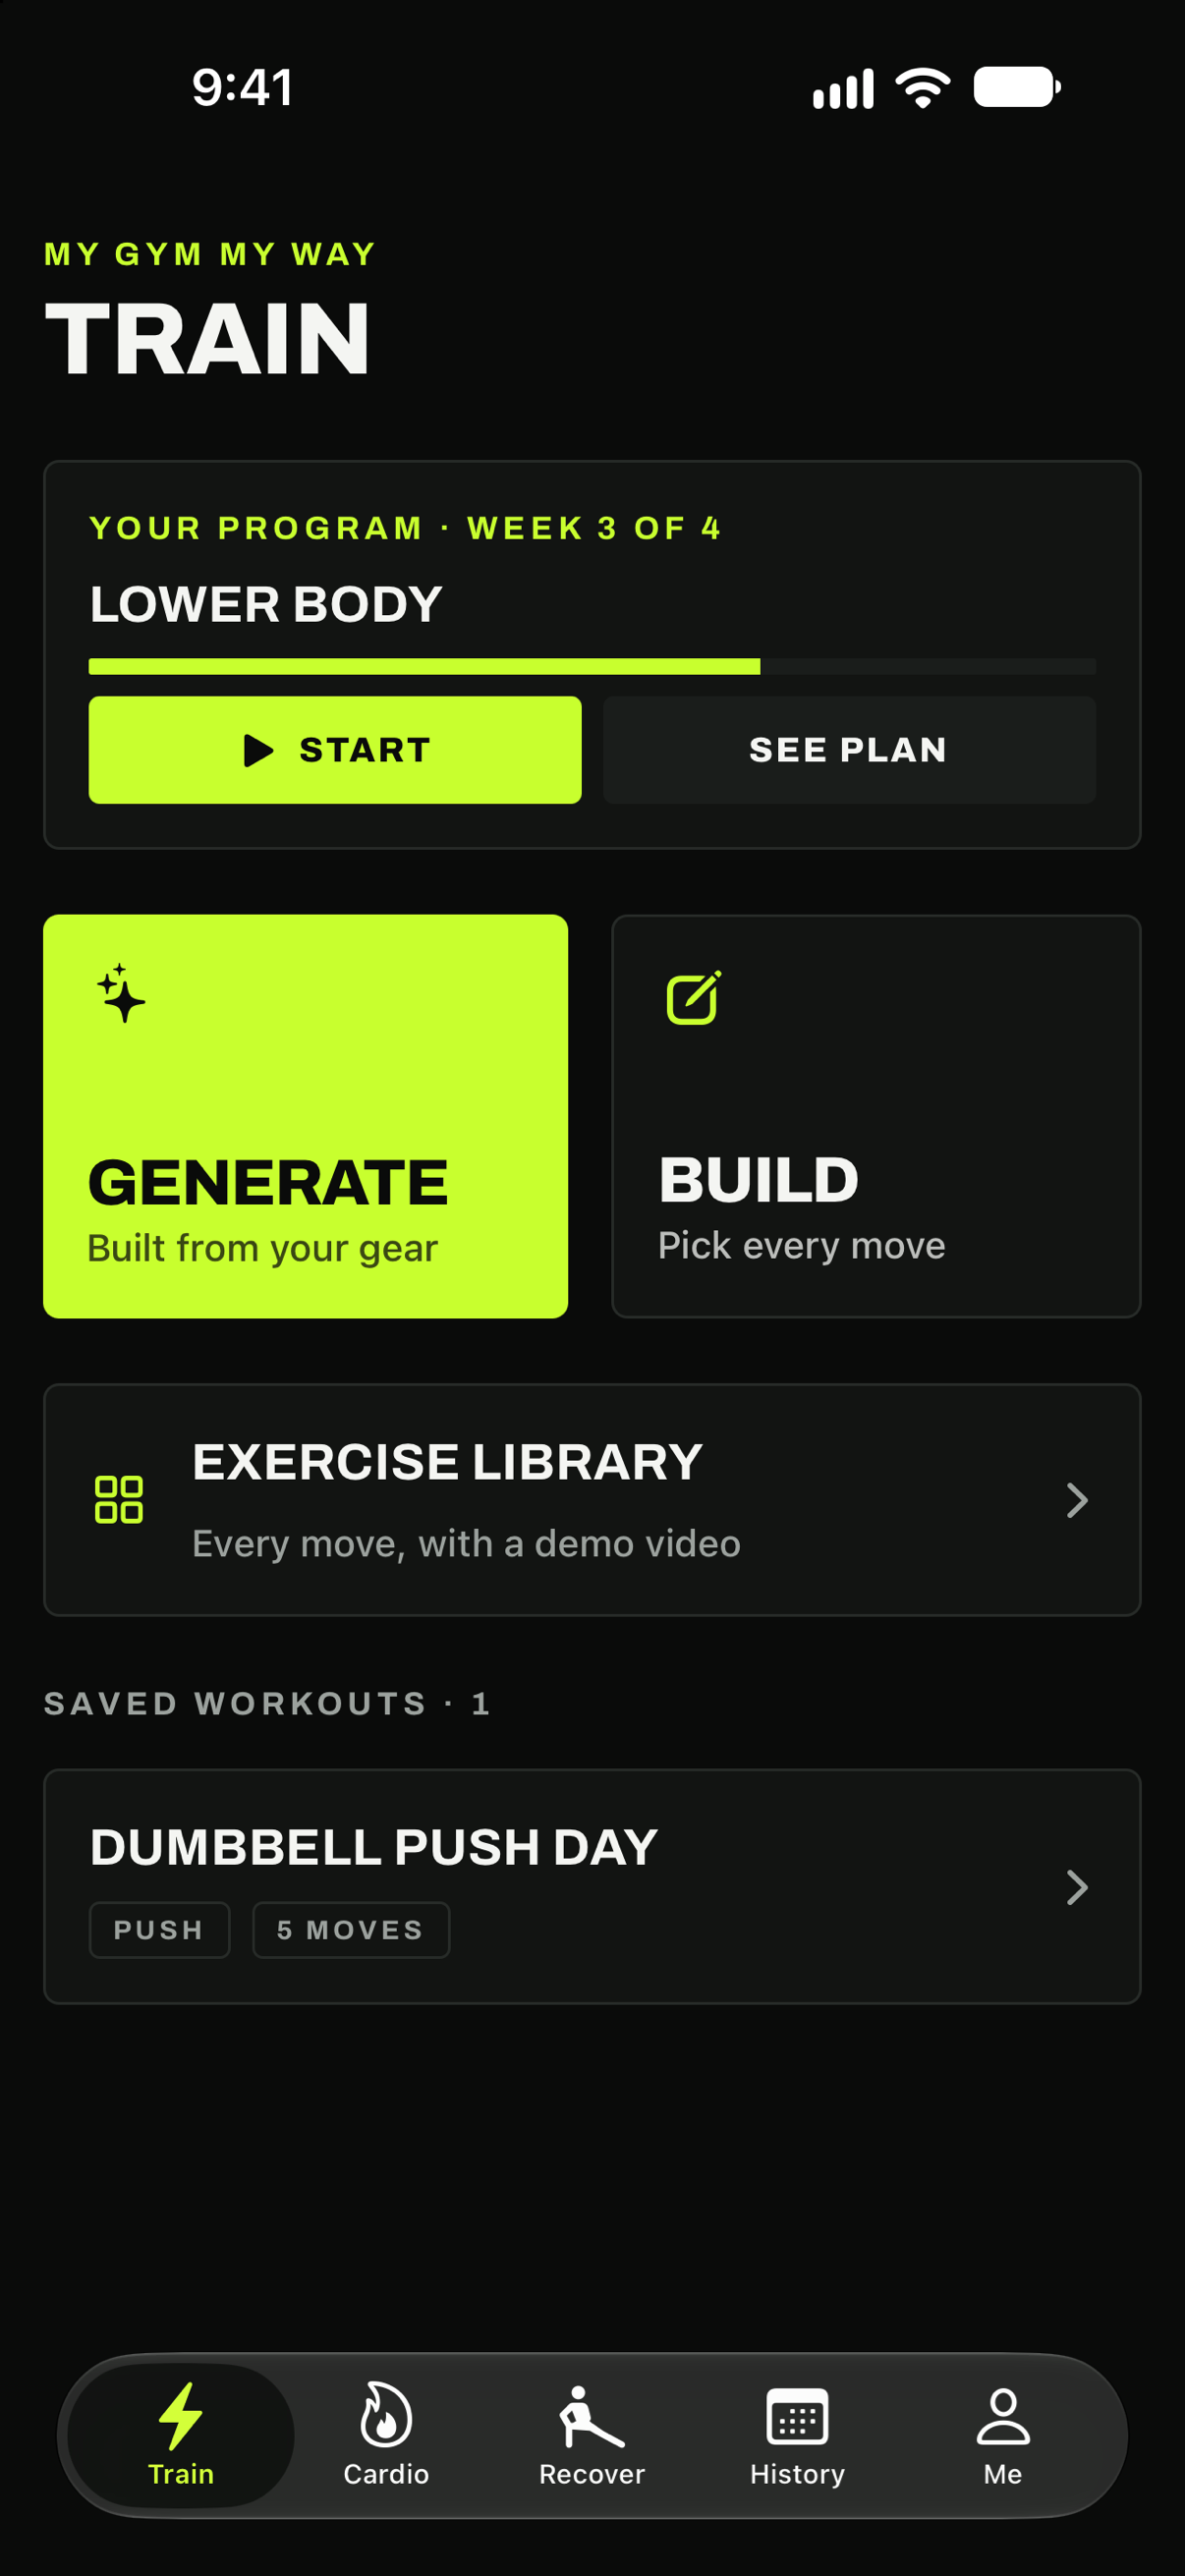 9:41
MY GYM MY WAY
TRAIN
YOUR PROGRAM · WEEK 3 OF 4
LOWER BODY
START
SEE PLAN
GENERATE
Built from your gear
BUILD
Pick every move
EXERCISE LIBRARY
Every move, with a demo video
SAVED WORKOUTS · 1
DUMBBELL PUSH DAY
PUSH
5 MOVES
Train
Cardio
Recover
History
Me